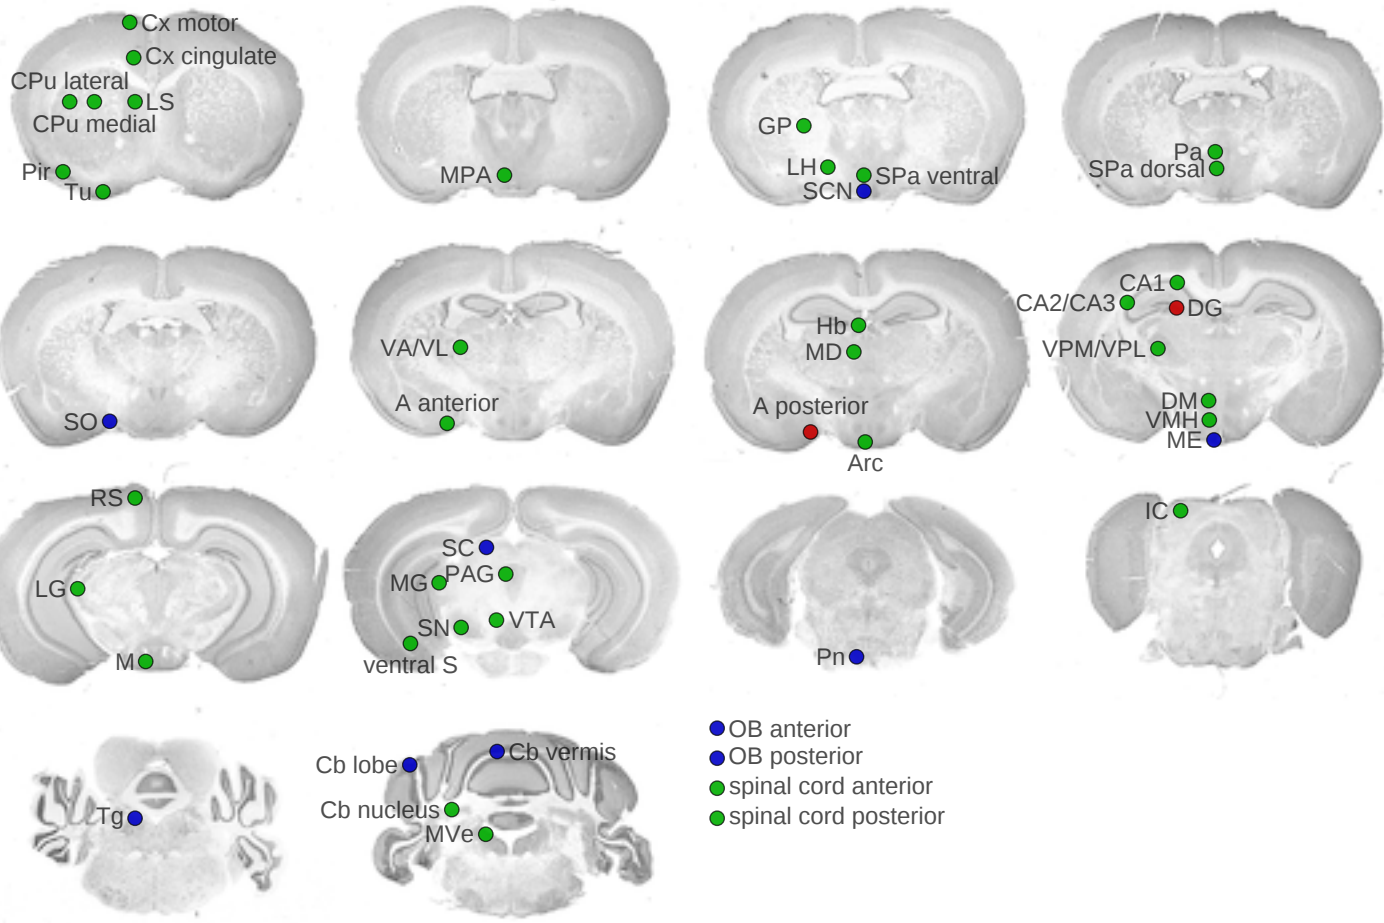 Cx motor
Cx cingulate
CPu lateral
LS
CPu medial
Pir
Tu
MPA
GP
LH
SPa ventral
SCN
Pa
SPa dorsal
SO
VA/VL
A anterior
Hb
MD
A posterior
Arc
CA1
CA2/CA3
DG
VPM/VPL
DM
VMH
ME
RS
LG
M
SC
MG
PAG
SN
VTA
ventral S
Pn
IC
Tg
Cb lobe
Cb vermis
Cb nucleus
MVe
OB anterior
OB posterior
spinal cord anterior
spinal cord posterior